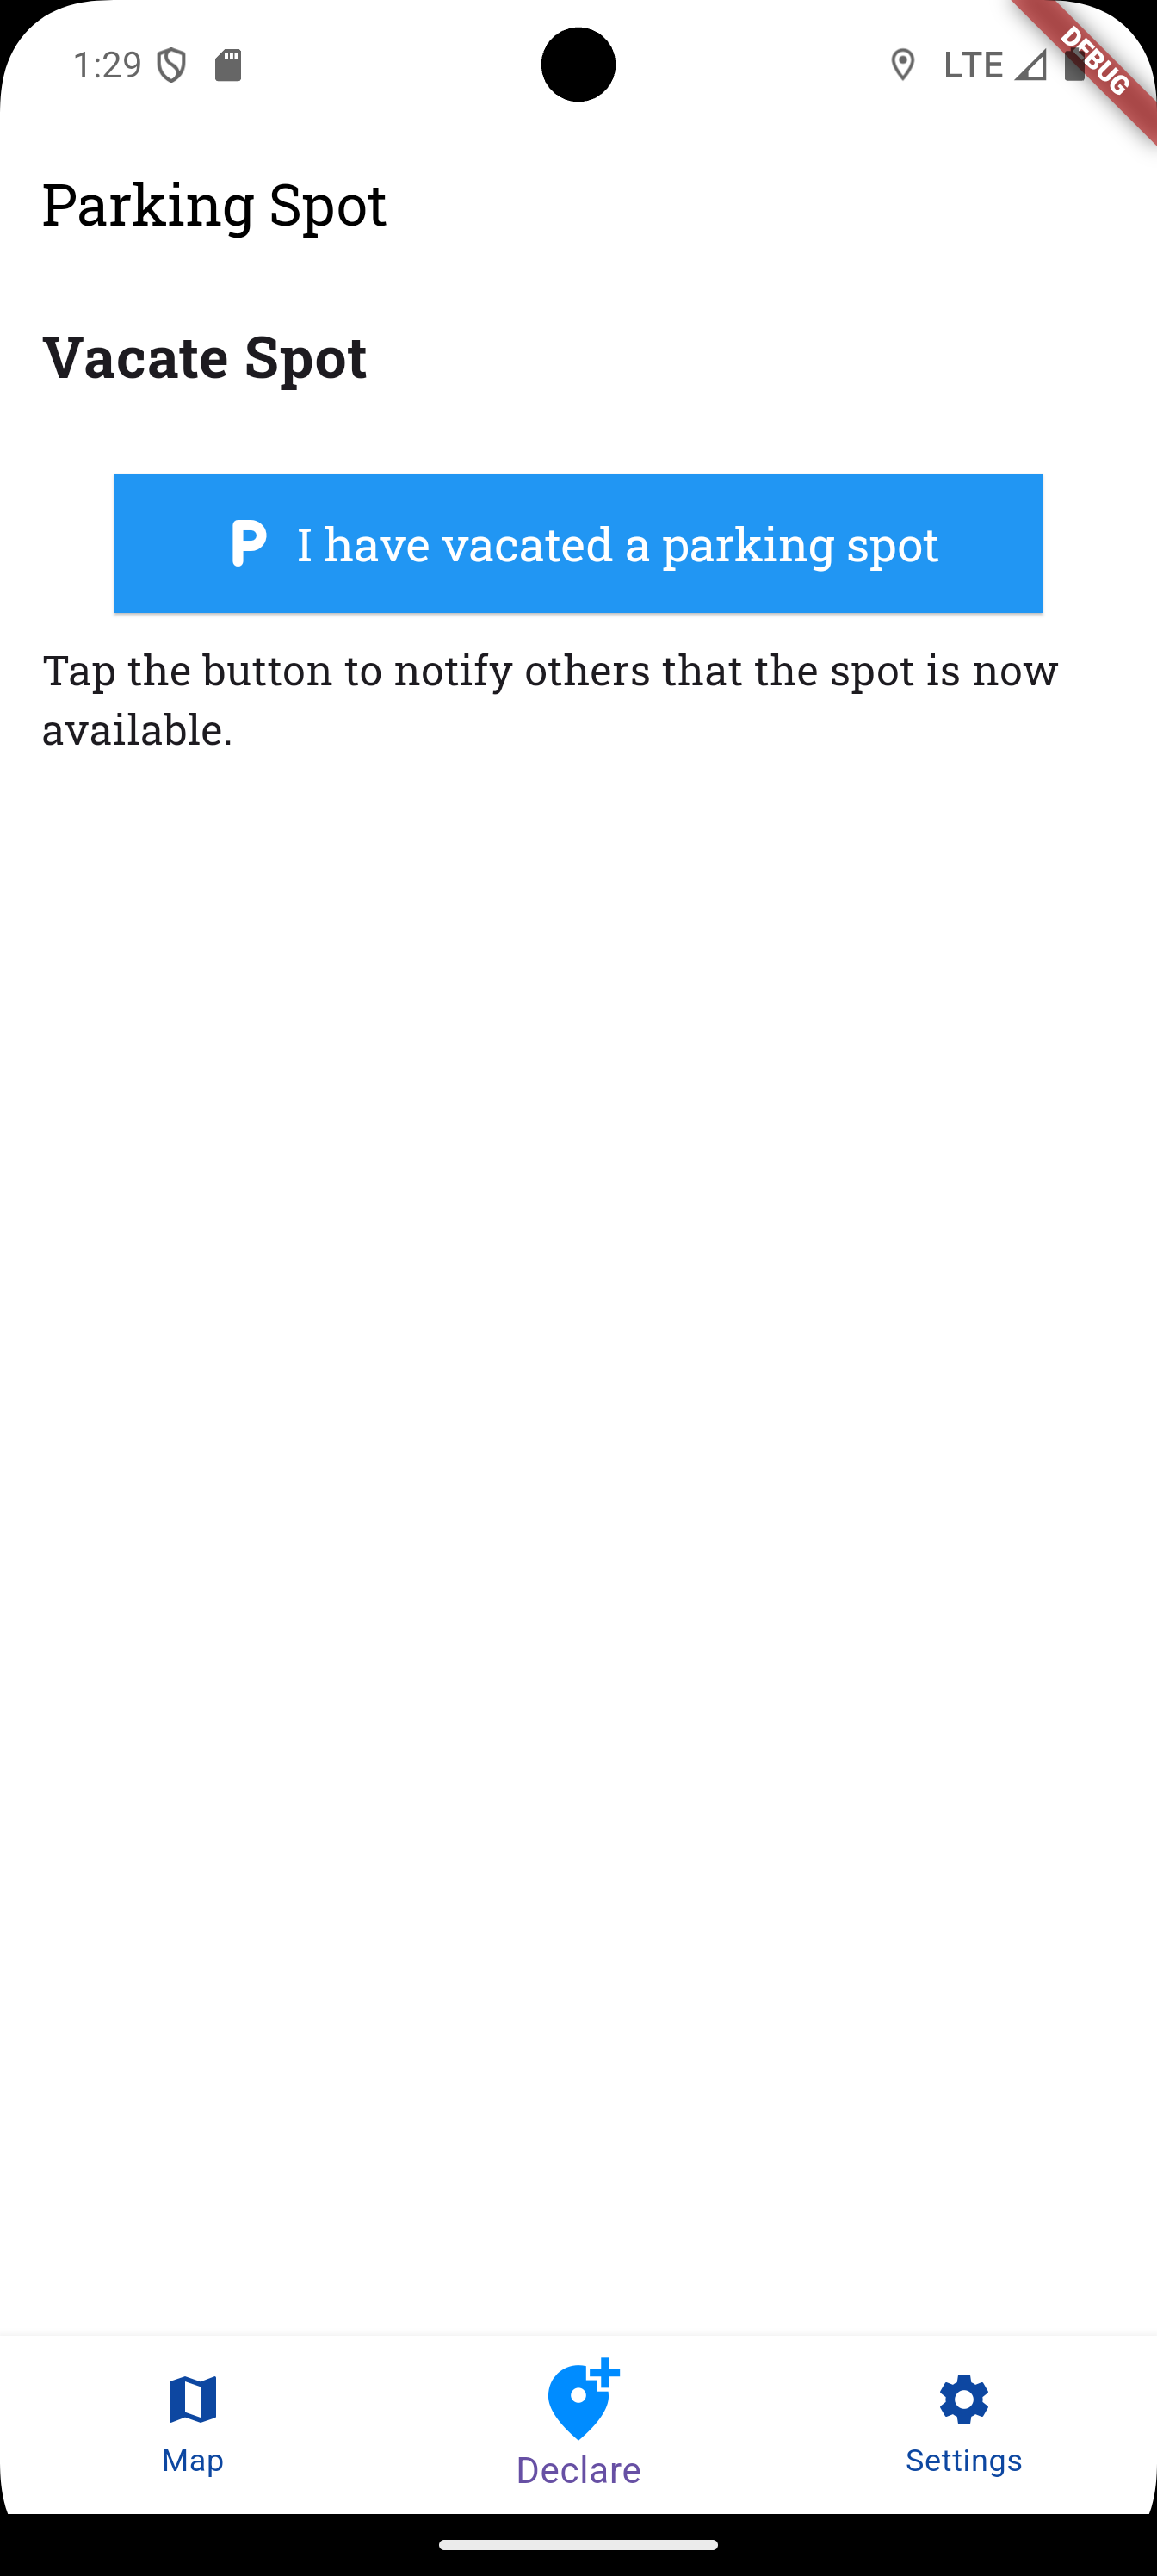 1:29
LTE
DEBUG
Parking Spot
Vacate Spot
P I have vacated a parking spot
Tap the button to notify others that the spot is now
available.
Map
Declare
Settings